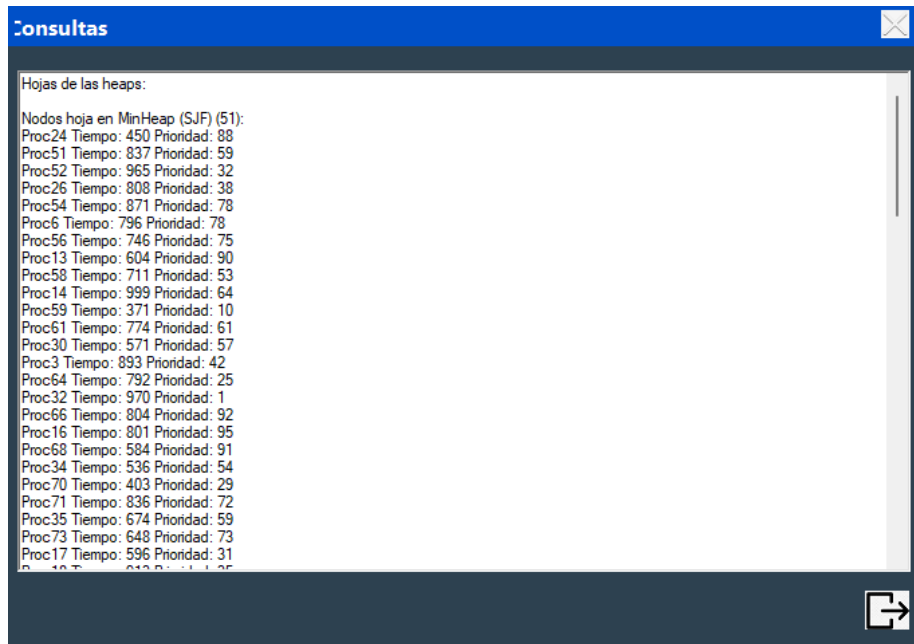 Consultas
Hojas de las heaps:
Nodos hoja en MinHeap (SJF) (51):
Proc24 Tiempo: 450 Prioridad: 88
Proc51 Tiempo: 837 Prioridad: 59
Proc52 Tiempo: 965 Prioridad: 32
Proc26 Tiempo: 808 Prioridad: 38
Proc54 Tiempo: 871 Prioridad: 78
Proc6 Tiempo: 796 Prioridad: 78
Proc56 Tiempo: 746 Prioridad: 75
Proc13 Tiempo: 604 Prioridad: 90
Proc58 Tiempo: 711 Prioridad: 53
Proc14 Tiempo: 999 Prioridad: 64
Proc59 Tiempo: 371 Prioridad: 10
Proc61 Tiempo: 774 Prioridad: 61
Proc30 Tiempo: 571 Prioridad: 57
Proc3 Tiempo: 893 Prioridad: 42
Proc64 Tiempo: 792 Prioridad: 25
Proc32 Tiempo: 970 Prioridad: 1
Proc66 Tiempo: 804 Prioridad: 92
Proc16 Tiempo: 801 Prioridad: 95
Proc68 Tiempo: 584 Prioridad: 91
Proc34 Tiempo: 536 Prioridad: 54
Proc70 Tiempo: 403 Prioridad: 29
Proc71 Tiempo: 836 Prioridad: 72
Proc35 Tiempo: 674 Prioridad: 59
Proc73 Tiempo: 648 Prioridad: 73
Proc17 Tiempo: 596 Prioridad: 31